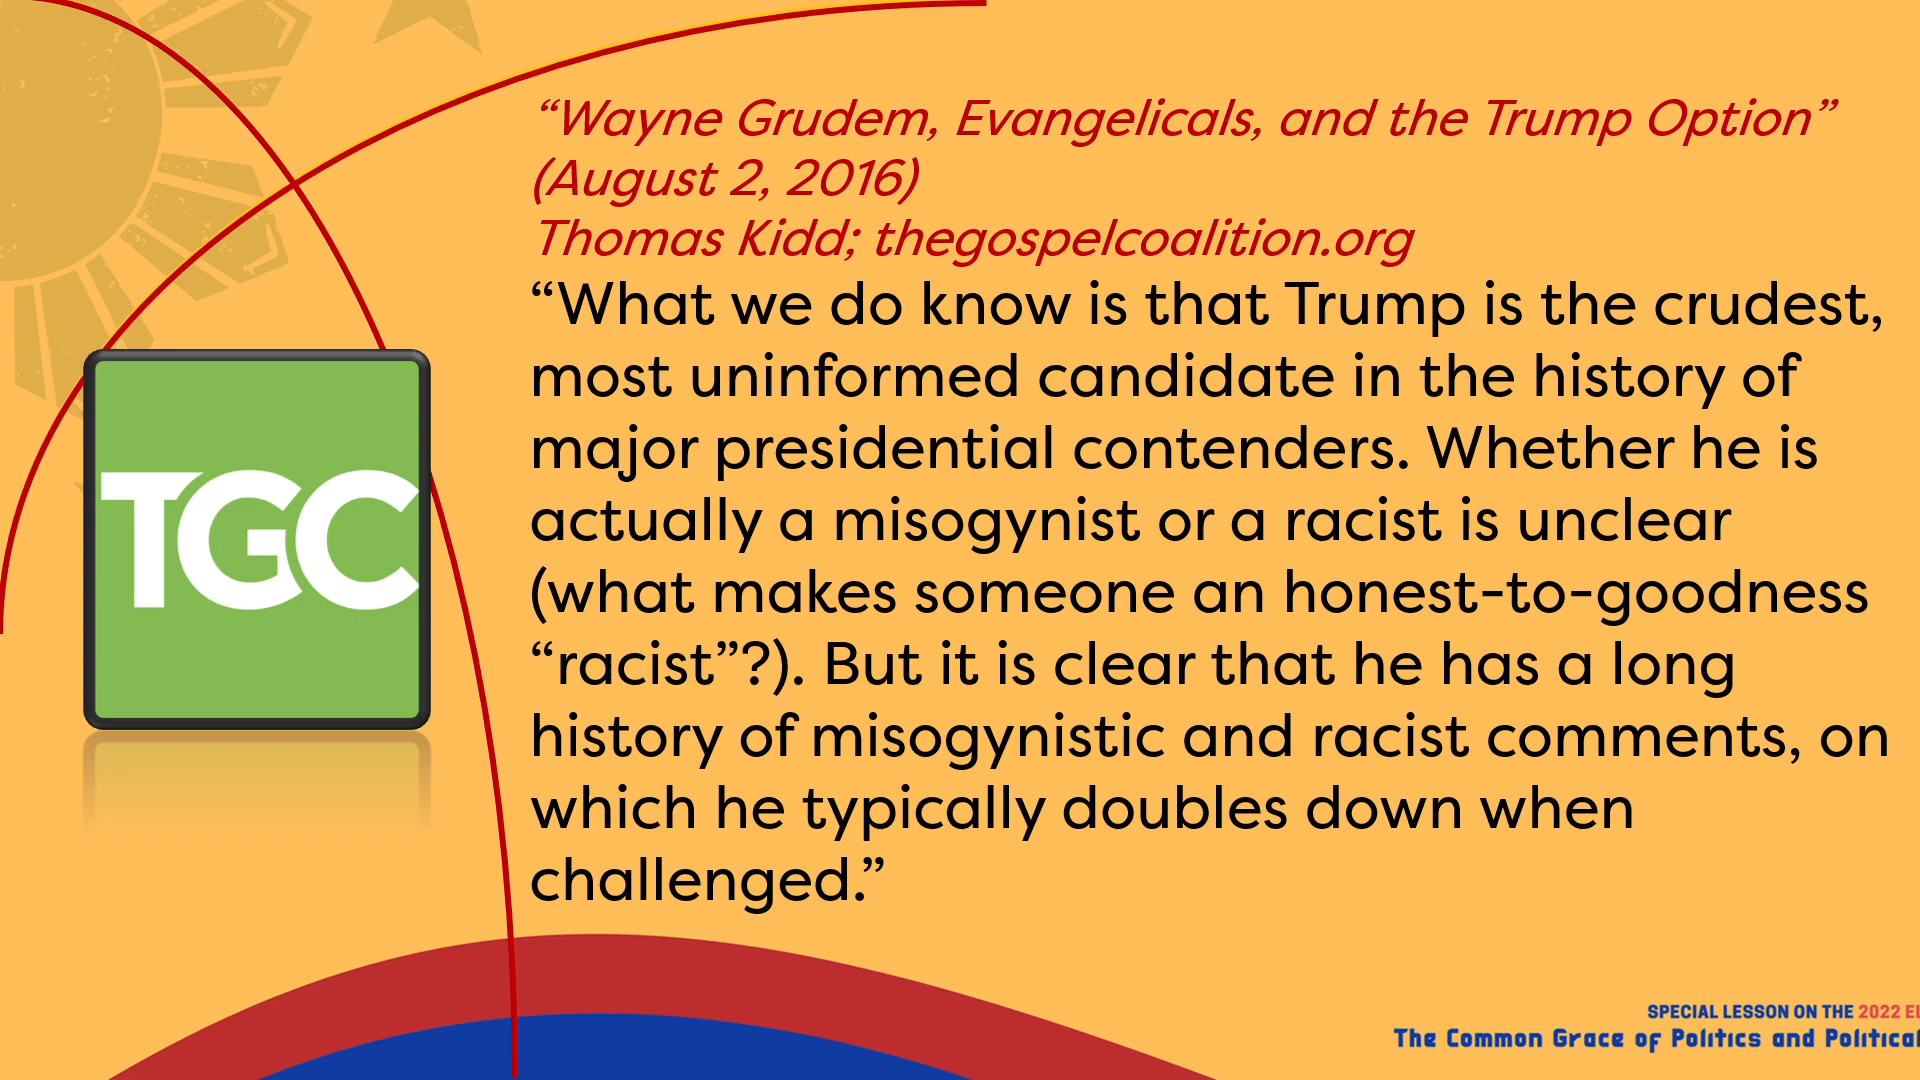 “Wayne Grudem, Evangelicals, and the Trump Option”
(August 2, 2016)
Thomas Kidd; thegospelcoalition.org
“What we do know is that Trump is the crudest,
most uninformed candidate in the history of
major presidential contenders. Whether he is
actually a misogynist or a racist is unclear
(what makes someone an honest-to-goodness
“racist”?). But it is clear that he has a long
history of misogynistic and racist comments, on
which he typically doubles down when
challenged.”
TGC
SPECIAL LESSON ON THE 2022
The Common Grace of Politics and Political